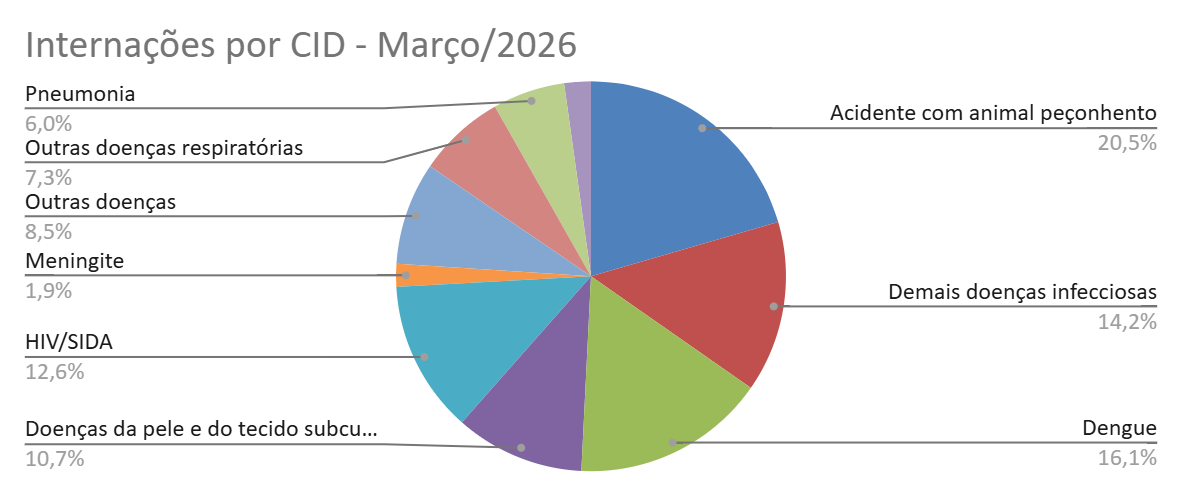 Internações por CID - Março/2026
Pneumonia
6,0%
Outras doenças respiratórias
7,3%
Outras doenças
8,5%
Meningite
1,9%
HIV/SIDA
12,6%
Doenças da pele e do tecido subcu...
10,7%
Acidente com animal peçonhento
20,5%
Demais doenças infecciosas
14,2%
Dengue
16,1%